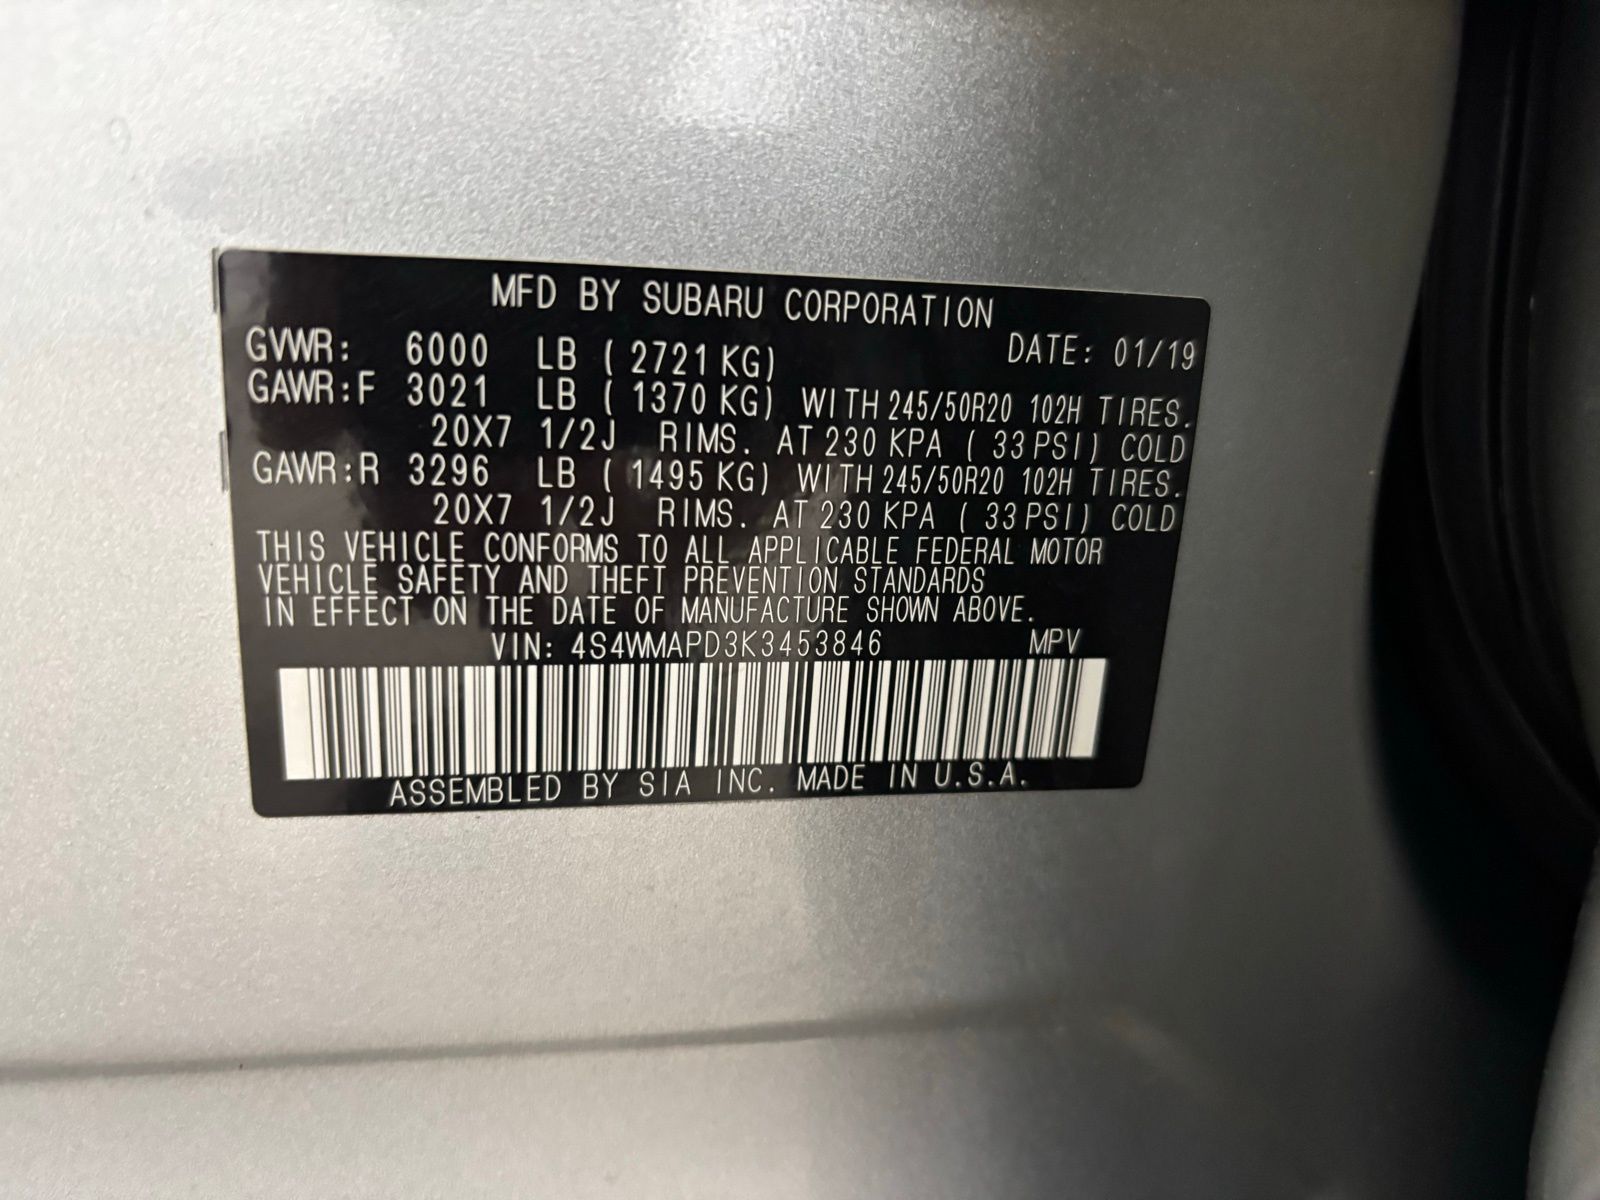 MFD BY SUBARU CORPORATION
GVWR: 6000 LB ( 2721 KG) DATE: 01/19
GAWR:F 3021 LB ( 1370 KG) WITH 245/50R20 102H TIRES.
20X7 1/2J RIMS. AT 230 KPA ( 33 PSI) COLD
GAWR:R 3296 LB ( 1495 KG) WITH 245/50R20 102H TIRES.
20X7 1/2J RIMS. AT 230 KPA ( 33 PSI) COLD
THIS VEHICLE CONFORMS TO ALL APPLICABLE FEDERAL MOTOR
VEHICLE SAFETY AND THEFT PREVENTION STANDARDS
IN EFFECT ON THE DATE OF MANUFACTURE SHOWN ABOVE.
VIN: 4S4WMAPD3K3453846 MPV
ASSEMBLED BY SIA INC. MADE IN U.S.A.